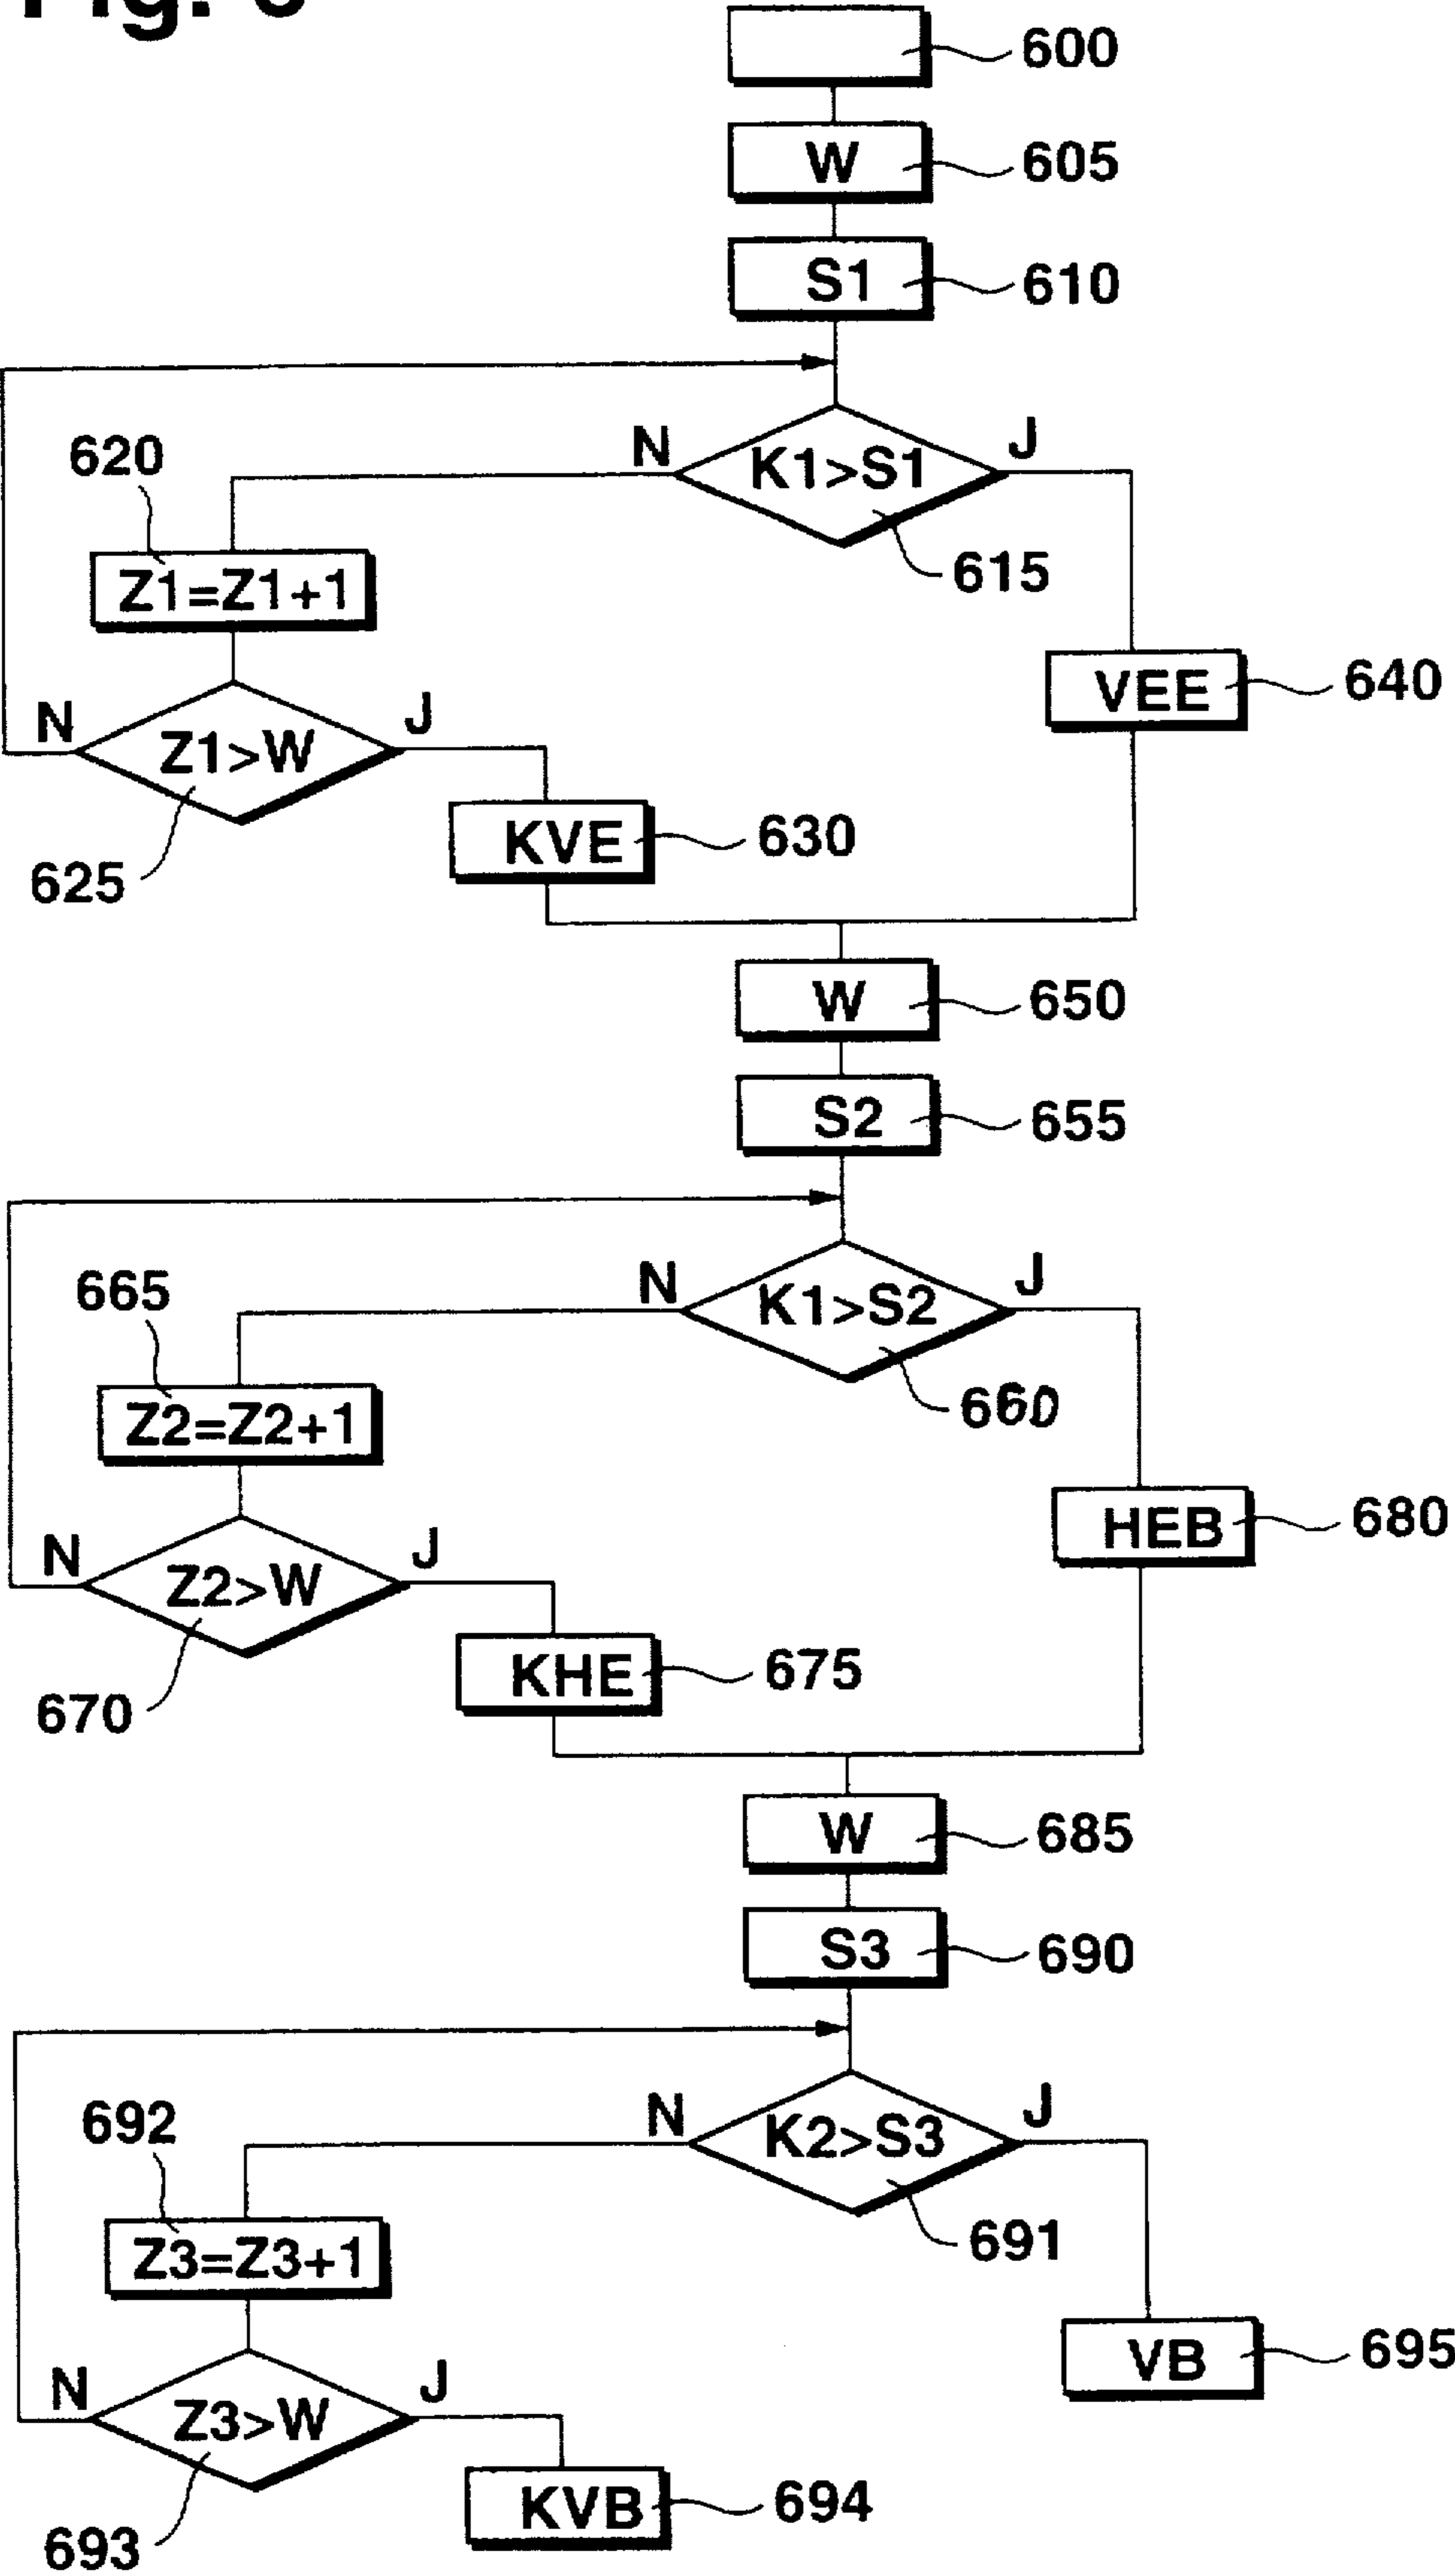 Fig.
600
W
605
S1
610
N
K1>S1
J
620
615
Z1=Z1+1
VEE
640
N
Z1>W
J
KVE
630
625
W
650
S2
655
N
K1>S2
J
665
660
Z2=Z2+1
HEB
680
N
Z2>W
J
KHE
675
670
W
685
S3
690
N
K2>S3
J
692
691
Z3=Z3+1
VB
695
N
Z3>W
J
KVB
694
693